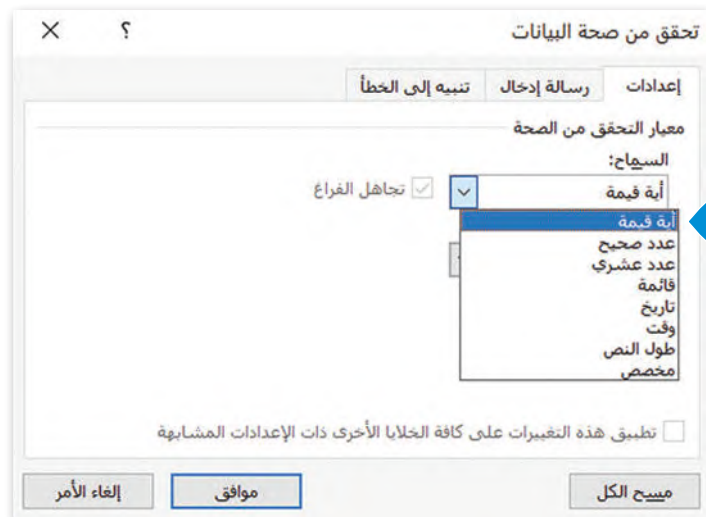 تحقق من صحة البيانات ؟ ×
إعدادات رسالة إدخال تنبيه إلى الخطأ
معيار التحقق من الصحة
السماح:
أية قيمة تجاهل الفراغ
أية قيمة
عدد صحيح
عدد عشري
قائمة
تاريخ
وقت
طول النص
مخصص
تطبيق هذه التغييرات على كافة الخلايا الأخرى ذات الإعدادات المشابهة
مسح الكل موافق إلغاء الأمر